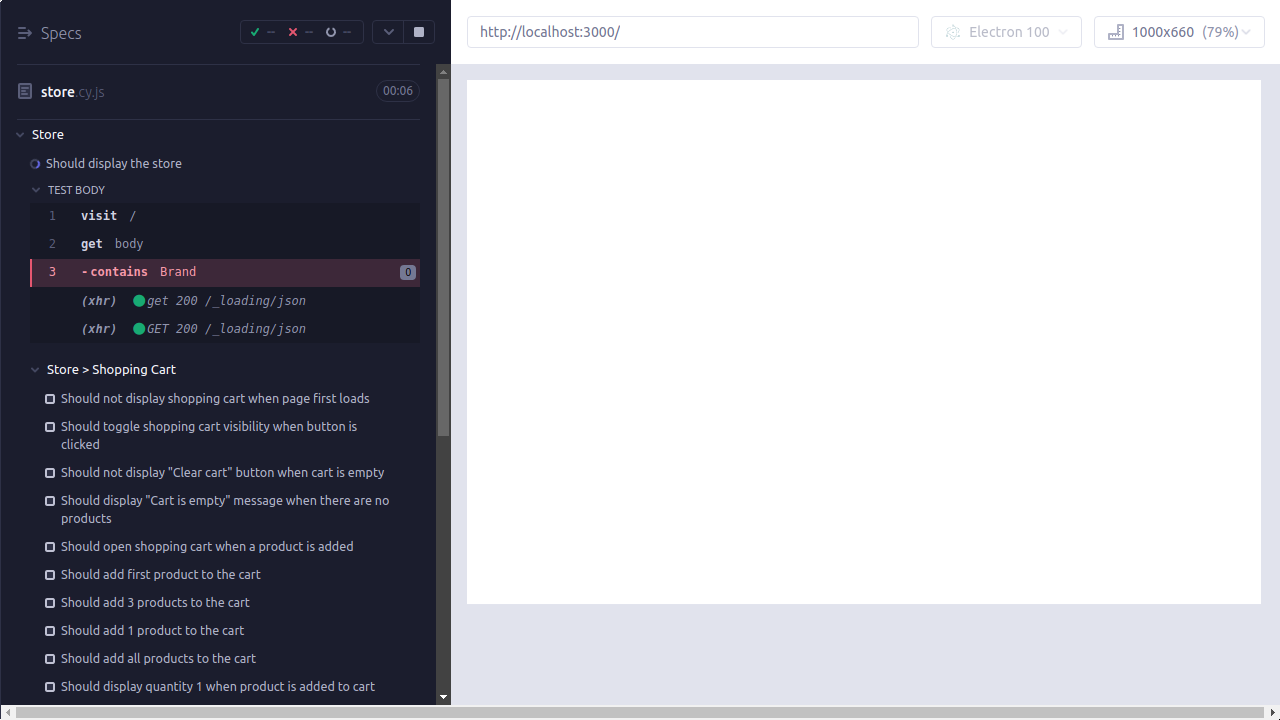 Specs
-- -- --
http://localhost:3000/
Electron 100
1000x660 (79%)
store.cy.js
00:06
Store
Should display the store
TEST BODY
1 visit /
2 get body
3 -contains Brand 0
(xhr) get 200 /_loading/json
(xhr) GET 200 /_loading/json
Store > Shopping Cart
Should not display shopping cart when page first loads
Should toggle shopping cart visibility when button is
clicked
Should not display "Clear cart" button when cart is empty
Should display "Cart is empty" message when there are no
products
Should open shopping cart when a product is added
Should add first product to the cart
Should add 3 products to the cart
Should add 1 product to the cart
Should add all products to the cart
Should display quantity 1 when product is added to cart